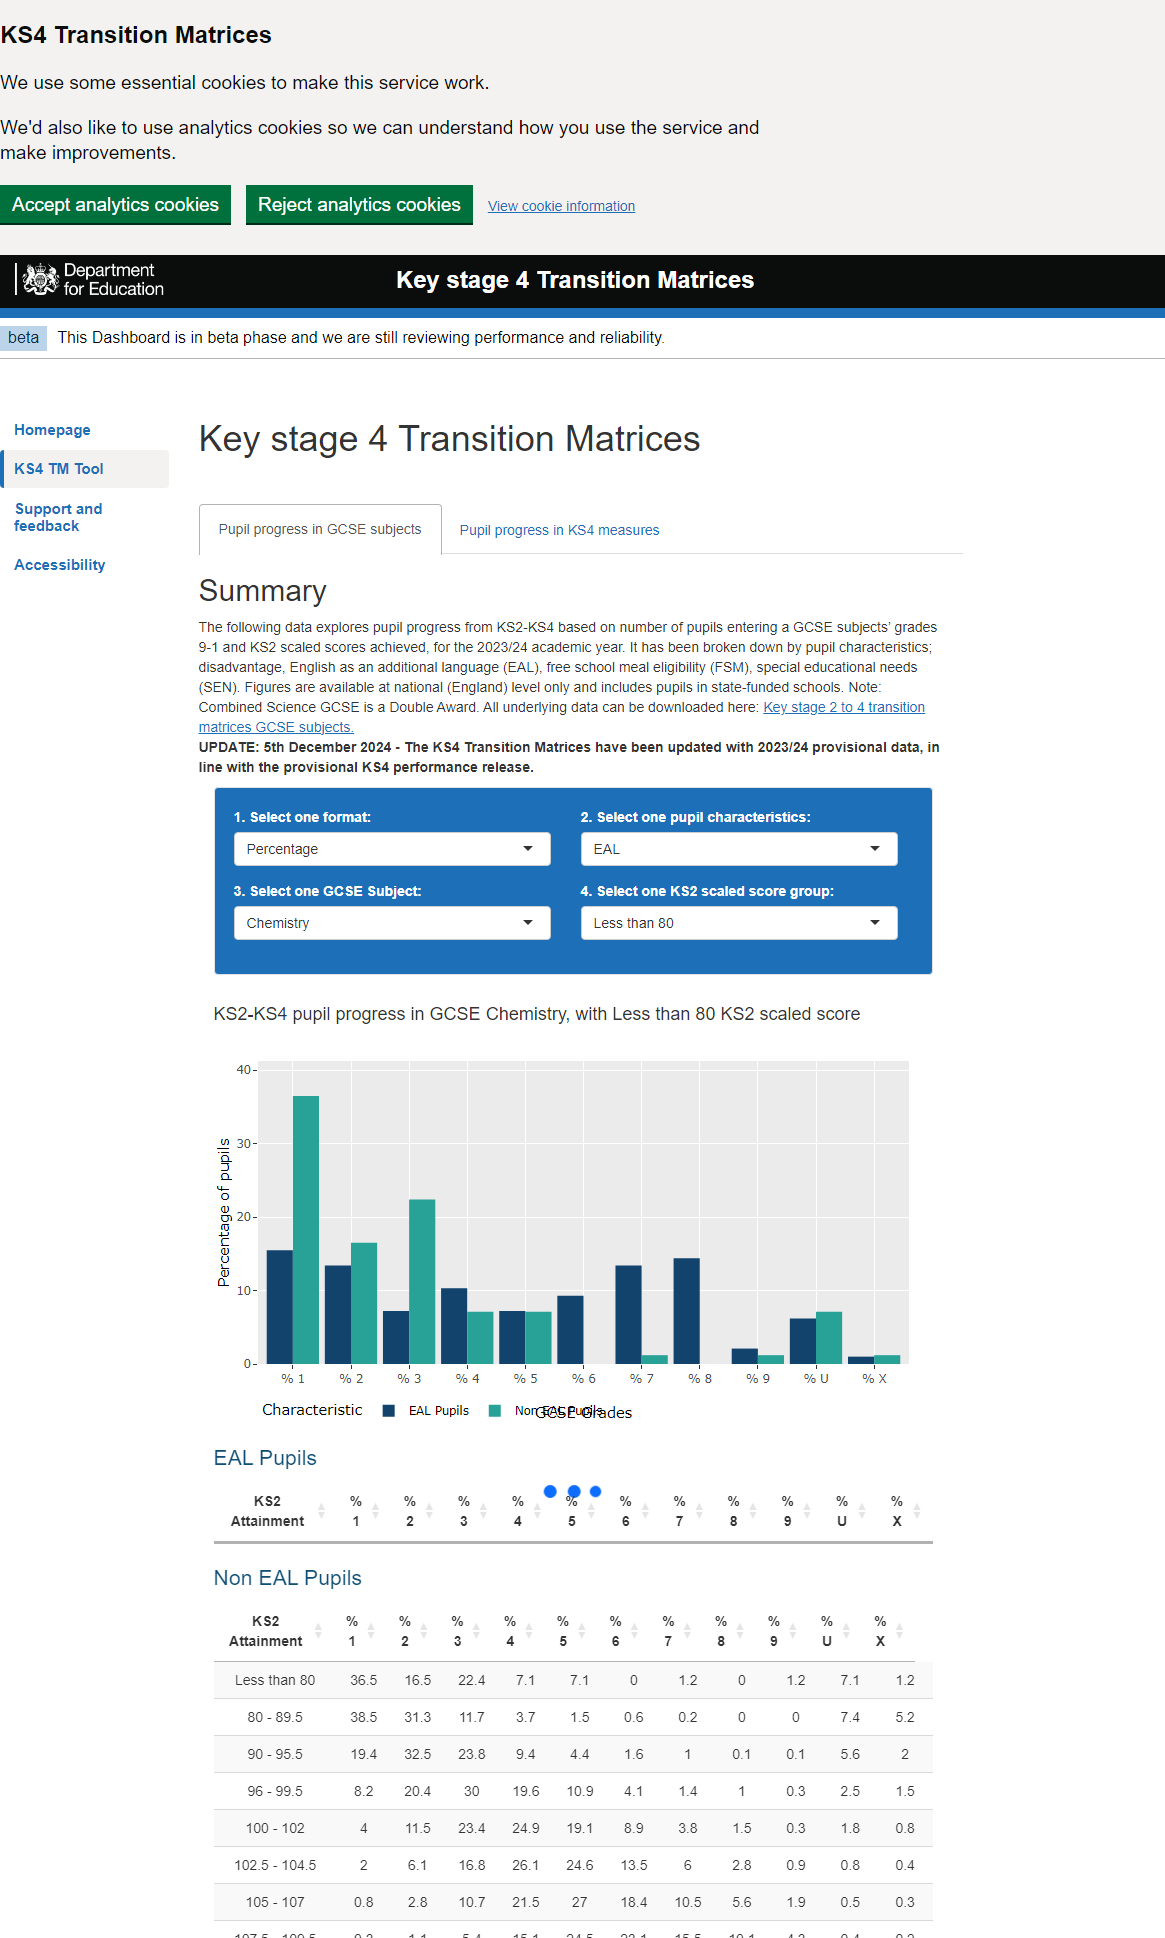 KS4 Transition Matrices
We use some essential cookies to make this service work.
We'd also like to use analytics cookies so we can understand how you use the service and
make improvements.
Accept analytics cookies Reject analytics cookies View cookie information
Department
for Education
Key stage 4 Transition Matrices
beta This Dashboard is in beta phase and we are still reviewing performance and reliability.
Homepage
KS4 TM Tool
Support and
feedback
Accessibility
Key stage 4 Transition Matrices
Pupil progress in GCSE subjects Pupil progress in KS4 measures
Summary
The following data explores pupil progress from KS2-KS4 based on number of pupils entering a GCSE subjects' grades
9-1 and KS2 scaled scores achieved, for the 2023/24 academic year. It has been broken down by pupil characteristics;
disadvantage, English as an additional language (EAL), free school meal eligibility (FSM), special educational needs
(SEN). Figures are available at national (England) level only and includes pupils in state-funded schools. Note:
Combined Science GCSE is a Double Award. All underlying data can be downloaded here: Key stage 2 to 4 transition
matrices GCSE subjects.
UPDATE: 5th December 2024 - The KS4 Transition Matrices have been updated with 2023/24 provisional data, in
line with the provisional KS4 performance release.
1. Select one format: 2. Select one pupil characteristics:
Percentage EAL
3. Select one GCSE Subject: 4. Select one KS2 scaled score group:
Chemistry Less than 80
KS2-KS4 pupil progress in GCSE Chemistry, with Less than 80 KS2 scaled score
Percentage of pupils
40
30
20
10
0
% 1 % 2 % 3 % 4 % 5 % 6 % 7 % 8 % 9 % U % X
Characteristic EAL Pupils Non EAL Pupils
GCSE Grades
EAL Pupils
KS2 % % % % % % % % % % %
Attainment 1 2 3 4 5 6 7 8 9 U X
Non EAL Pupils
KS2 % % % % % % % % % % %
Attainment 1 2 3 4 5 6 7 8 9 U X
Less than 80 36.5 16.5 22.4 7.1 7.1 0 1.2 0 1.2 7.1 1.2
80 - 89.5 38.5 31.3 11.7 3.7 1.5 0.6 0.2 0 0 7.4 5.2
90 - 95.5 19.4 32.5 23.8 9.4 4.4 1.6 1 0.1 0.1 5.6 2
96 - 99.5 8.2 20.4 30 19.6 10.9 4.1 1.4 1 0.3 2.5 1.5
100 - 102 4 11.5 23.4 24.9 19.1 8.9 3.8 1.5 0.3 1.8 0.8
102.5 - 104.5 2 6.1 16.8 26.1 24.6 13.5 6 2.8 0.9 0.8 0.4
105 - 107 0.8 2.8 10.7 21.5 27 18.4 10.5 5.6 1.9 0.5 0.3